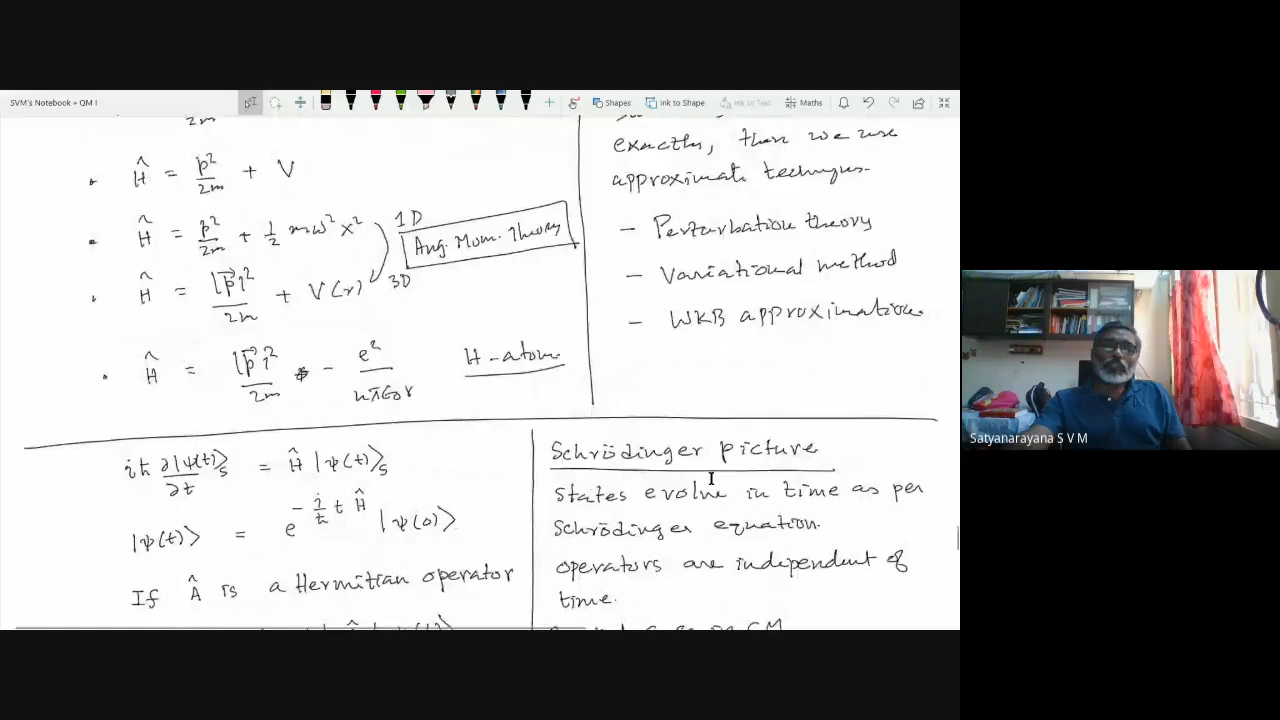 SVM's Notebook » QM I
Shapes
Ink to Shape
Ink to Text
Maths
2m
Ĥ = p²/2m + V
Ĥ = p²/2m + 1/2 mω² x²
1D
Ang. Mom. Theory
Ĥ = |p⃗|²/2m + V(r)
3D
Ĥ = |p⃗|²/2m - e²/4πϵ₀r
H-atom
exactly, then we use
approximate techniques.
- Perturbation theory
- Variational method
- WKB approximation.
iħ ∂|ψ(t)⟩ₛ/∂t = Ĥ |ψ(t)⟩ₛ
|ψ(t)⟩ = e^{-i/ħ t Ĥ} |ψ(0)⟩
If Â is a Hermitian operator
Schrödinger picture
States evolve in time as per
Schrödinger equation.
operators are independent of
time.
Satyanarayana S V M